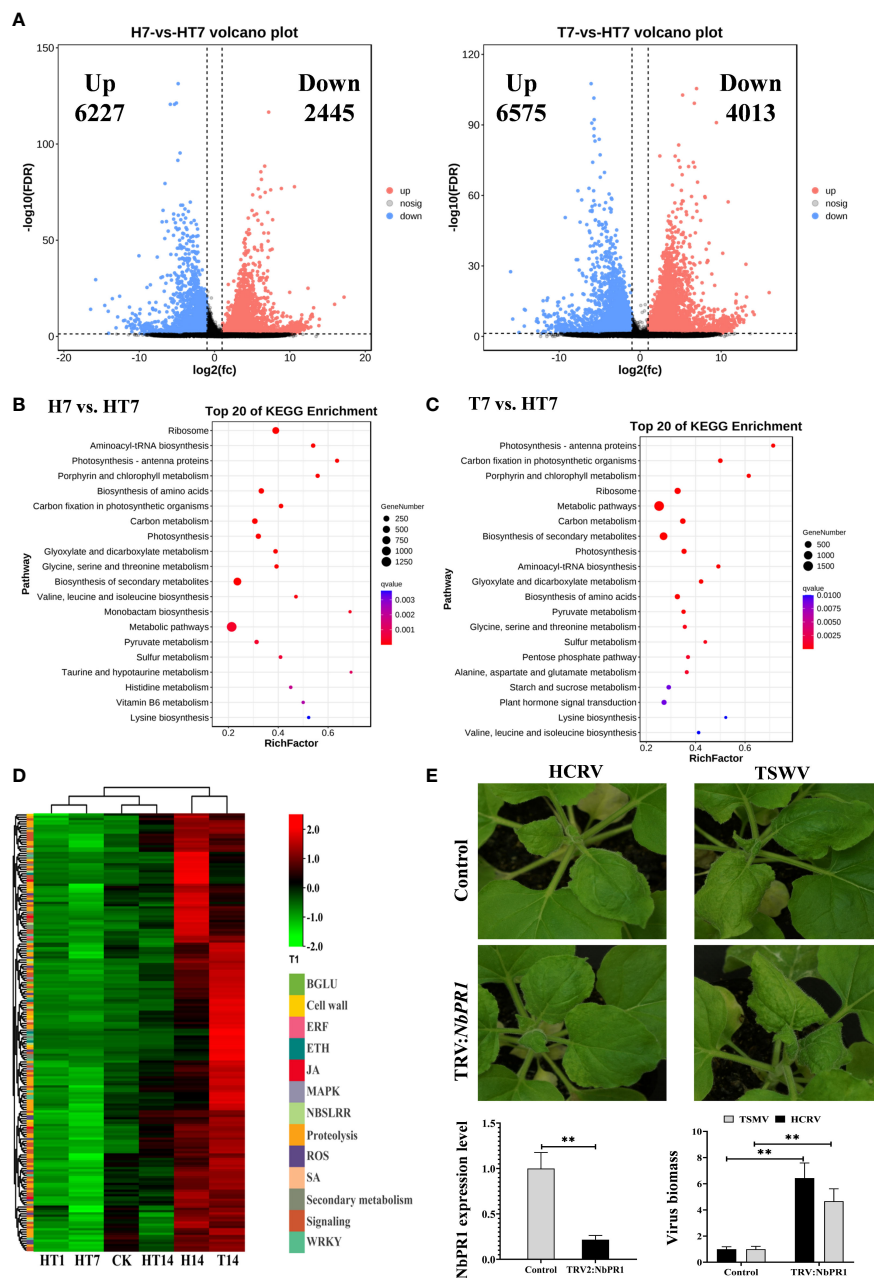 A
H7-vs-HT7 volcano plot
Up
6227
Down
2445
150
100
50
0
-log10(FDR)
-20
-10
0
10
20
log2(fc)
up
nosig
down
T7-vs-HT7 volcano plot
Up
6575
Down
4013
120
90
60
30
0
-log10(FDR)
-10
0
10
log2(fc)
up
nosig
down
B
H7 vs. HT7
Top 20 of KEGG Enrichment
Pathway
Ribosome
Aminoacyl-tRNA biosynthesis
Photosynthesis - antenna proteins
Porphyrin and chlorophyll metabolism
Biosynthesis of amino acids
Carbon fixation in photosynthetic organisms
Carbon metabolism
Photosynthesis
Glyoxylate and dicarboxylate metabolism
Glycine, serine and threonine metabolism
Biosynthesis of secondary metabolites
Valine, leucine and isoleucine biosynthesis
Monobactam biosynthesis
Metabolic pathways
Pyruvate metabolism
Sulfur metabolism
Taurine and hypotaurine metabolism
Histidine metabolism
Vitamin B6 metabolism
Lysine biosynthesis
0.2
0.4
0.6
RichFactor
GeneNumber
250
500
750
1000
1250
qvalue
0.003
0.002
0.001
C
T7 vs. HT7
Top 20 of KEGG Enrichment
Pathway
Photosynthesis - antenna proteins
Carbon fixation in photosynthetic organisms
Porphyrin and chlorophyll metabolism
Ribosome
Metabolic pathways
Carbon metabolism
Biosynthesis of secondary metebolites
Photosynthesis
Aminoacyl-tRNA biosynthesis
Glyoxylate and dicarboxylate metabolism
Biosynthesis of amino acids
Pyruvate metabolism
Glycine, serine and threonine metabolism
Sulfur metabolism
Pentose phosphate pathway
Alanine, aspartate and glutamate metabolism
Starch and sucrose metabolism
Plant hormone signal transduction
Lysine biosynthesis
Valine, leucine and isoleucine biosynthesis
0.2
0.4
0.6
RichFactor
GeneNumber
500
1000
1500
qvalue
0.0100
0.0075
0.0050
0.0025
D
HT1 HT7 CK HT14 H14 T14
2.0
1.0
0.0
-1.0
-2.0
T1
BGLU
Cell wall
ERF
ETH
JA
MAPK
NBSLRR
Proteolysis
ROS
SA
Secondary metabolism
Signaling
WRKY
E
HCRV
TSWV
Control
TRV:NbPR1
NbPR1 expression level
1.5
1.0
0.5
0.0
**
Control
TRV2:NbPR1
TSMV
HCRV
Virus biomass
10
8
6
4
2
0
**
**
Control
TRV:NbPR1